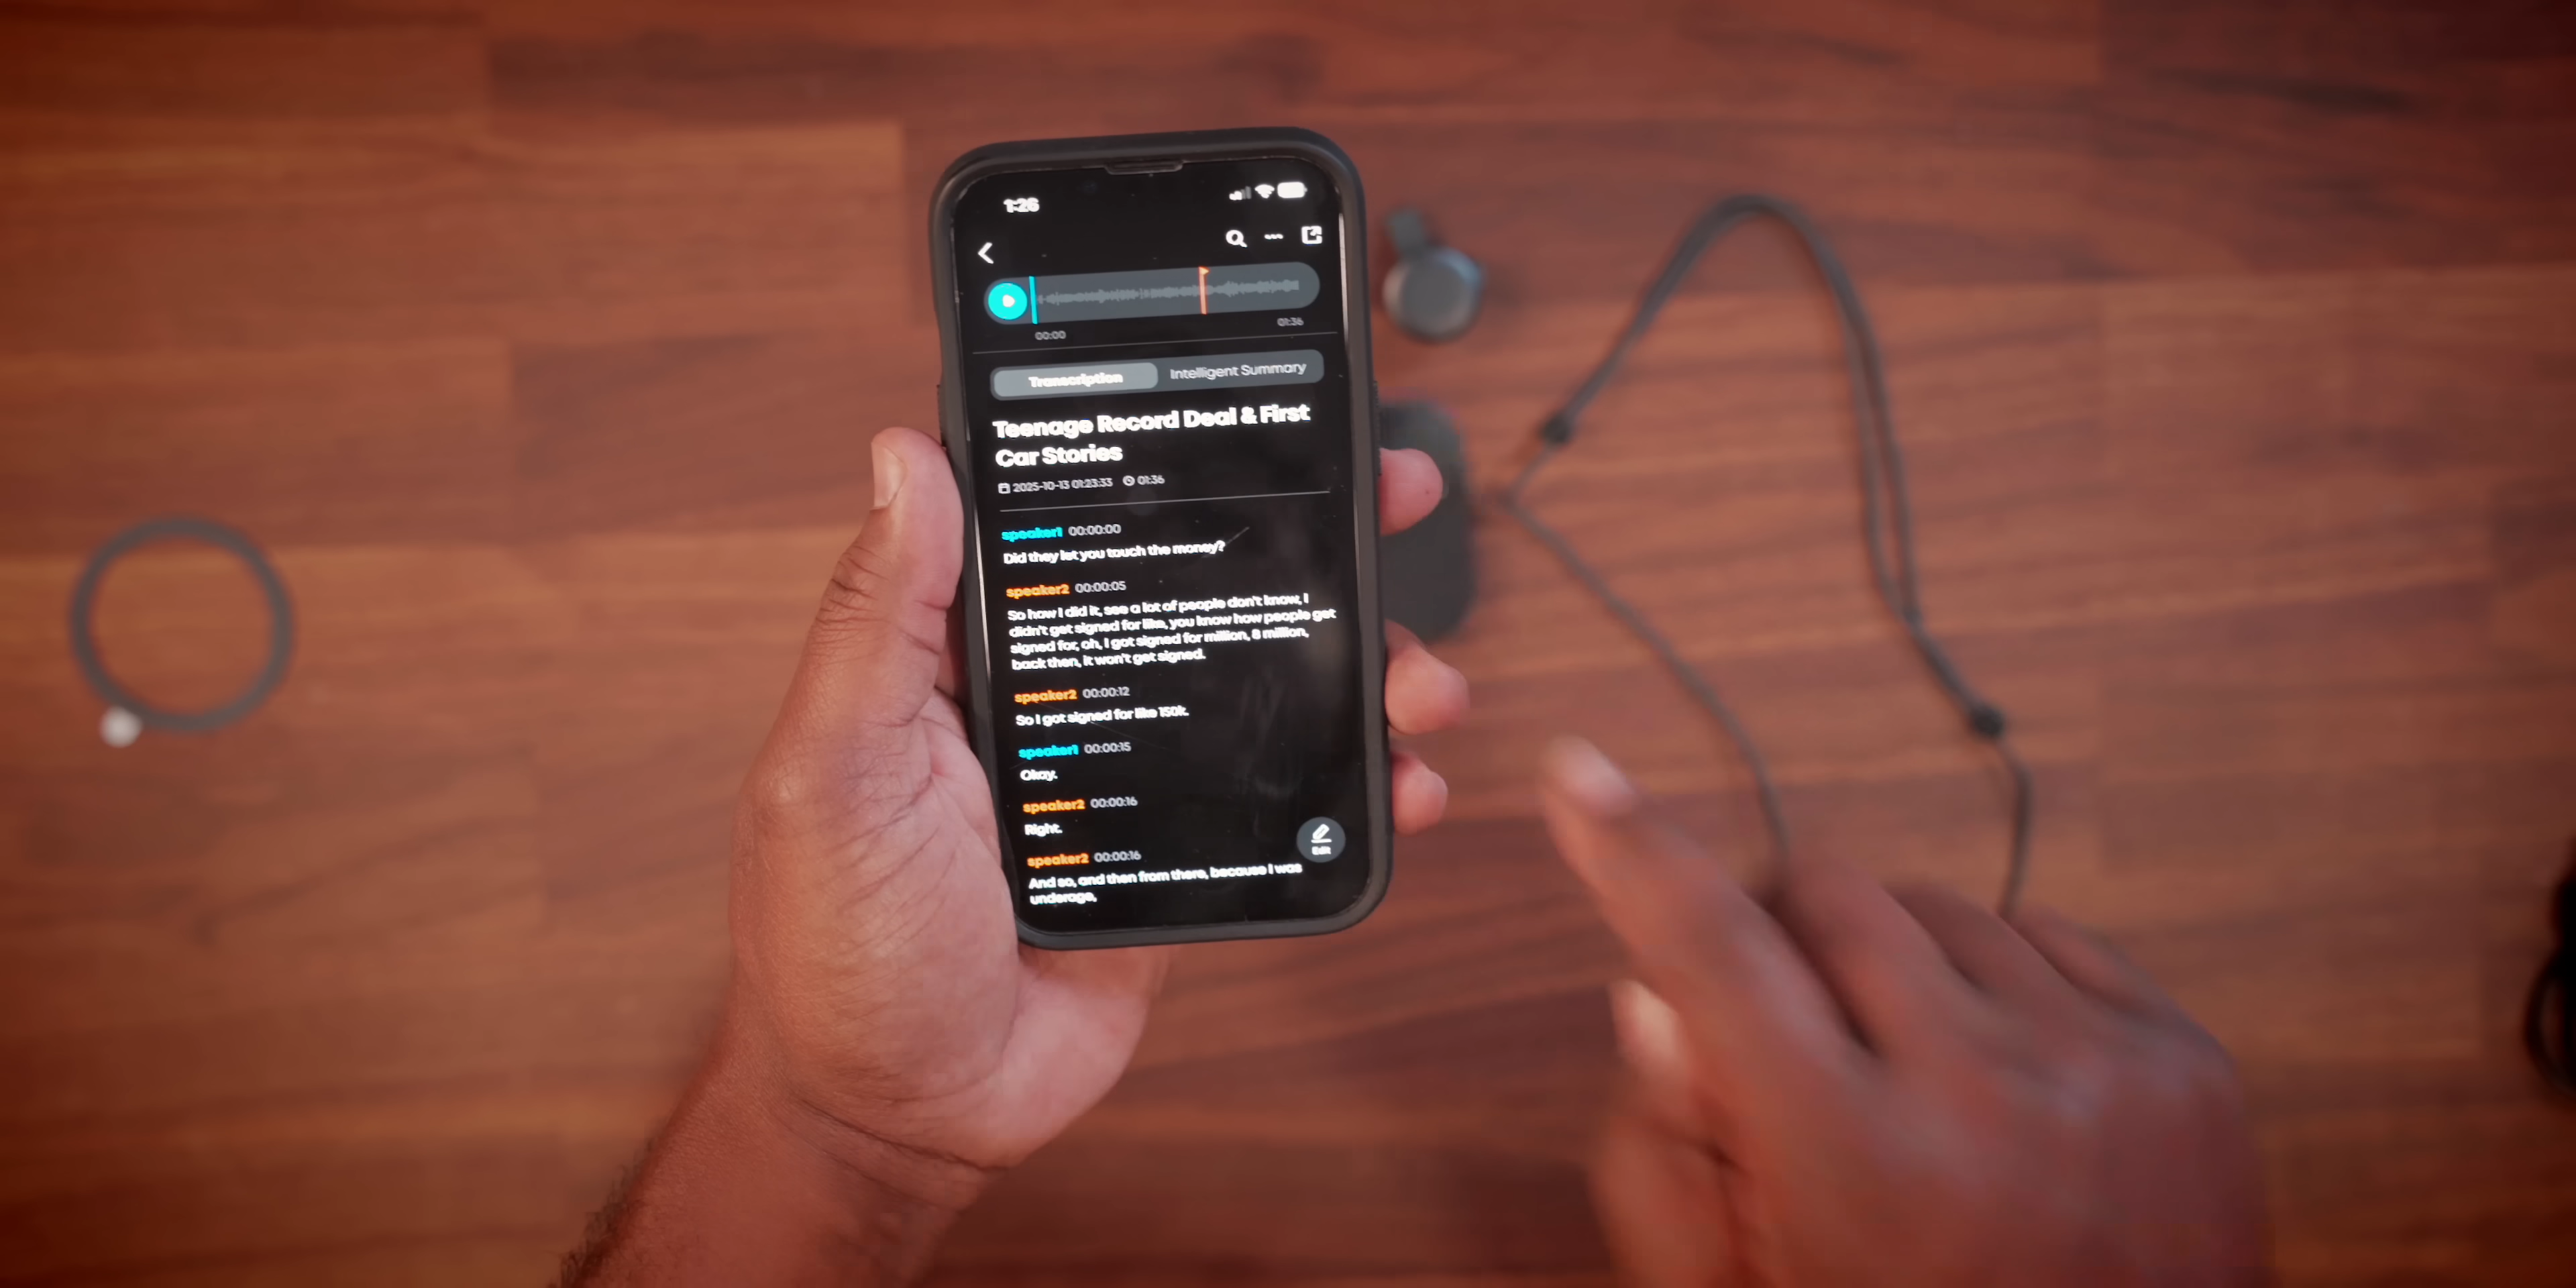 1:26
00:00
01:36
Transcription
Intelligent Summary
Teenage Record Deal & First
Car Stories
2025-10-13 01:23:33 01:36
speaker1 00:00:00
Did they let you touch the money?
speaker2 00:00:05
So how I did it, see a lot of people don't know, I
didn't get signed for like, you know how people get
signed for, oh, I got signed for million, 8 million,
back then, it won't get signed.
speaker2 00:00:12
So I got signed for like 150k.
speaker1 00:00:15
Okay.
speaker2 00:00:16
Right.
speaker2 00:00:16
And so, and then from there, because I was
underage,
Edit